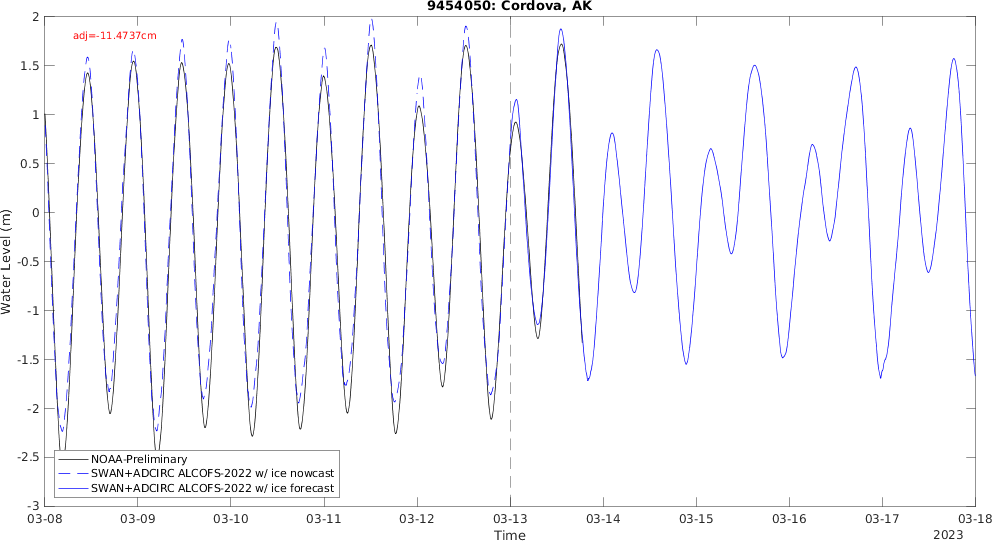 9454050: Cordova, AK
adj=-11.4737cm
2
1.5
1
0.5
0
-0.5
-1
-1.5
-2
-2.5
-3
Water Level (m)
NOAA-Preliminary
SWAN+ADCIRC ALCOFS-2022 w/ ice nowcast
SWAN+ADCIRC ALCOFS-2022 w/ ice forecast
03-08 03-09 03-10 03-11 03-12 03-13 03-14 03-15 03-16 03-17 03-18
Time
2023